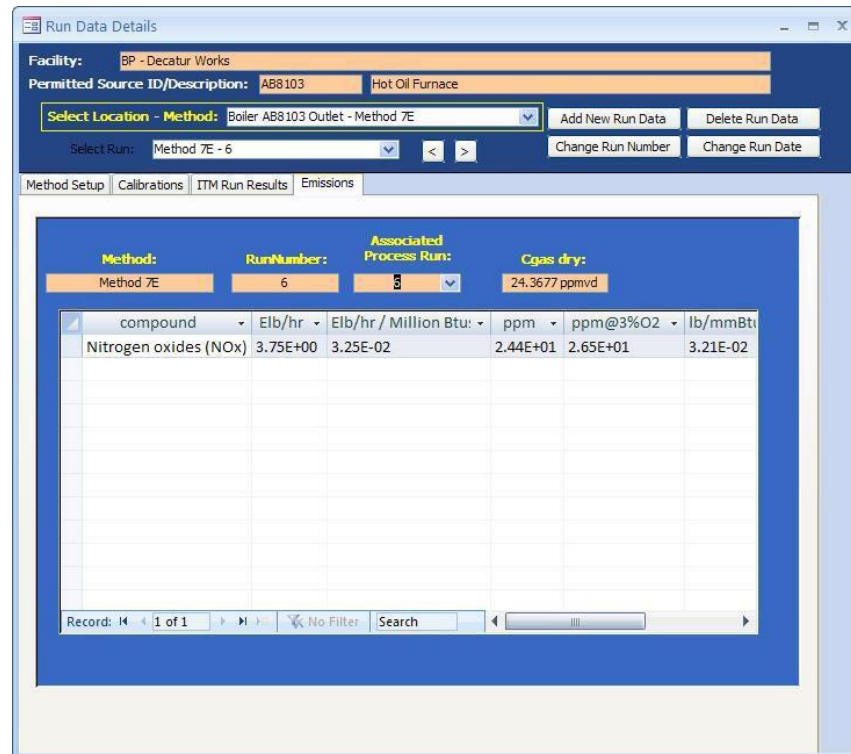 Run Data Details
Facility: BP - Decatur Works
Permitted Source ID/Description: AB8103 Hot Oil Furnace
Select Location - Method: Boiler AB8103 Outlet - Method 7E Add New Run Data Delete Run Data
Select Run: Method 7E - 6 < > Change Run Number Change Run Date
Method Setup Calibrations ITM Run Results Emissions
Associated
Method: RunNumber: Process Run: Cgas dry:
Method 7E 6 6 24.3677 ppmvd
compound Elb/hr Elb/hr / Million Btu: ppm ppm@3%O2 lb/mmBtu
Nitrogen oxides (NOx) 3.75E+00 3.25E-02 2.44E+01 2.65E+01 3.21E-02
Record: 1 of 1 No Filter Search